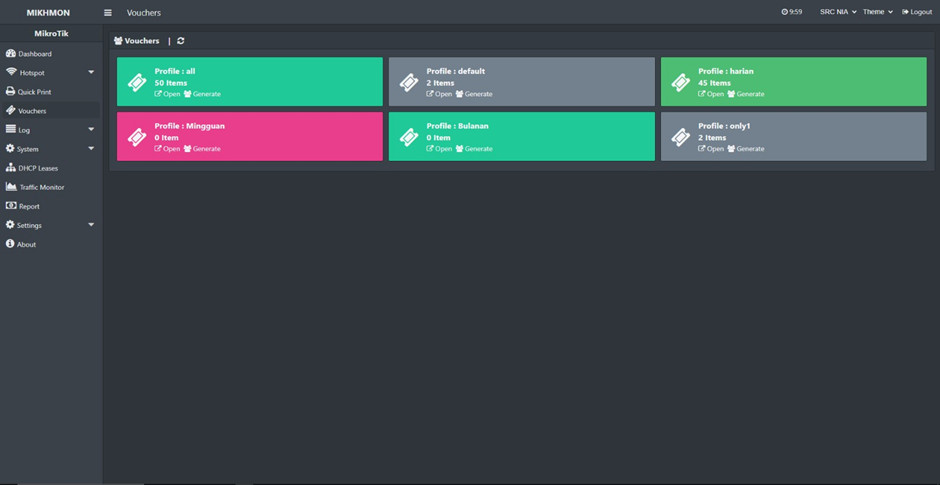 MIKHMON
Vouchers
9:59
SRC NIA
Theme
Logout
MikroTik
Dashboard
Hotspot
Quick Print
Vouchers
Log
System
DHCP Leases
Traffic Monitor
Report
Settings
About
Vouchers |
Profile : all
50 Items
Open Generate
Profile : default
2 Items
Open Generate
Profile : harian
45 Items
Open Generate
Profile : Mingguan
0 Item
Open Generate
Profile : Bulanan
0 Item
Open Generate
Profile : only1
2 Items
Open Generate